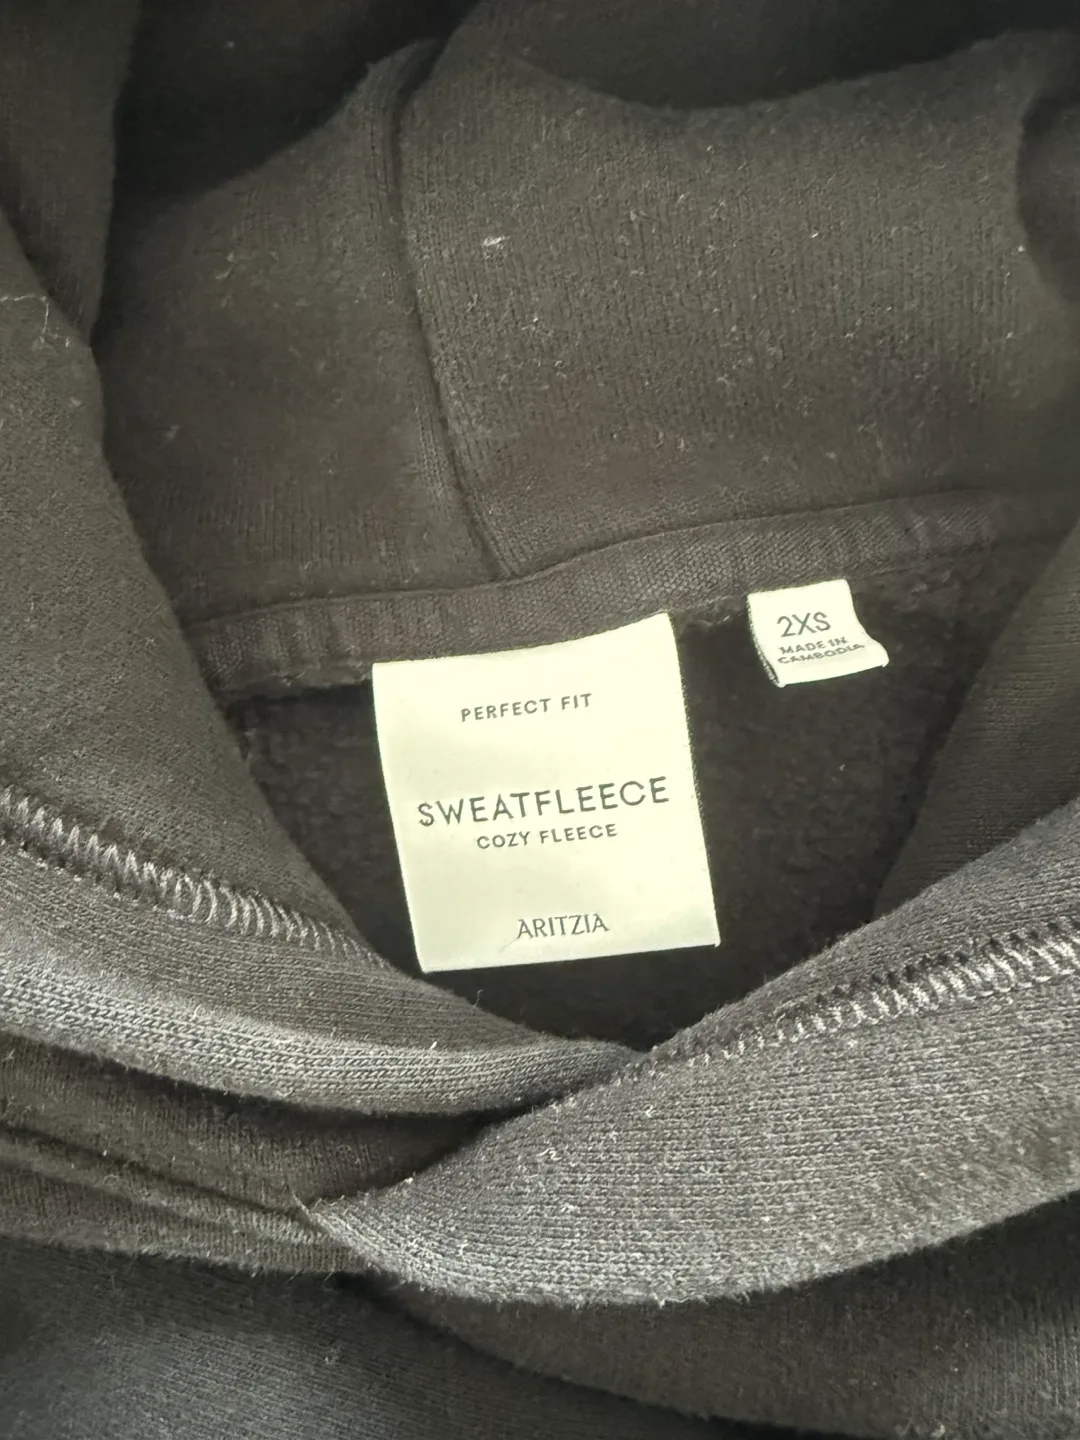 PERFECT FIT
SWEATFLEECE
COZY FLEECE
ARITZIA
2XS
MADE IN
CAMBODIA